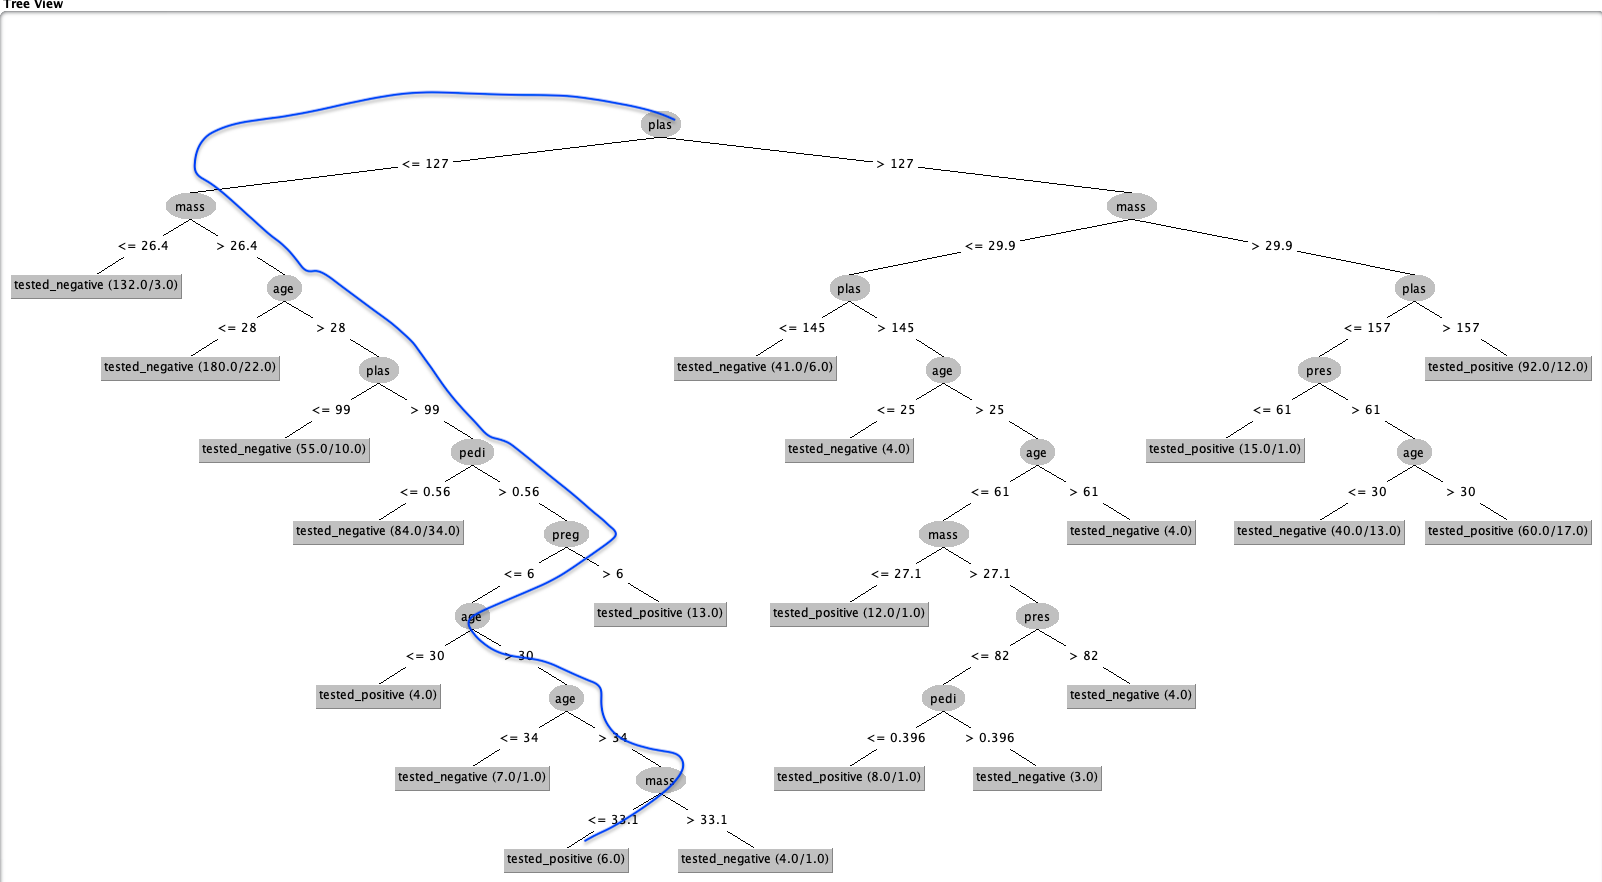 Tree View
plas
<= 127 > 127
mass mass
<= 26.4 > 26.4 <= 29.9 > 29.9
tested_negative (132.0/3.0) age plas plas
<= 28 > 28 <= 145 > 145 <= 157 > 157
tested_negative (180.0/22.0) plas tested_negative (41.0/6.0) age pres tested_positive (92.0/12.0)
<= 99 > 99 <= 25 > 25 <= 61 > 61
tested_negative (55.0/10.0) pedi tested_negative (4.0) age tested_positive (15.0/1.0) age
<= 0.56 > 0.56 <= 61 > 61 <= 30 > 30
tested_negative (84.0/34.0) preg mass tested_negative (4.0) tested_negative (40.0/13.0) tested_positive (60.0/17.0)
<= 6 > 6 <= 27.1 > 27.1
age tested_positive (13.0) tested_positive (12.0/1.0) pres
<= 30 > 30 <= 82 > 82
tested_positive (4.0) age pedi tested_negative (4.0)
<= 34 > 34 <= 0.396 > 0.396
tested_negative (7.0/1.0) mass tested_positive (8.0/1.0) tested_negative (3.0)
<= 33.1 > 33.1
tested_positive (6.0) tested_negative (4.0/1.0)